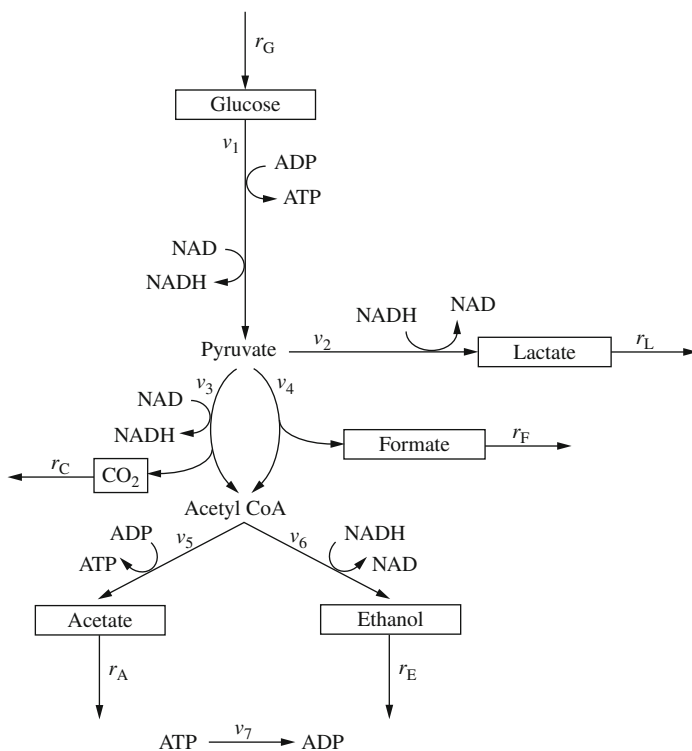 r_G
Glucose
v_1
ADP
ATP
NAD
NADH
Pyruvate
v_2
NADH
NAD
Lactate
r_L
v_3
v_4
NAD
NADH
r_C
CO_2
Formate
r_F
Acetyl CoA
ADP
ATP
v_5
v_6
NADH
NAD
Acetate
Ethanol
r_A
r_E
ATP v_7 ADP